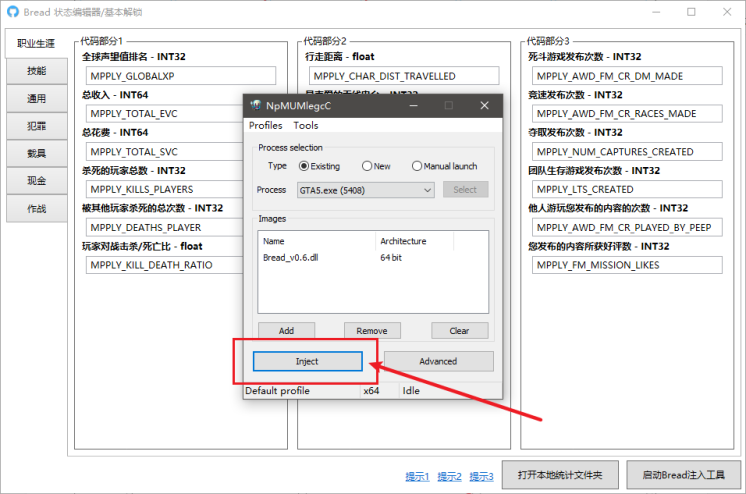 Bread 状态编辑器/基本解锁
职业生涯
技能
通用
犯罪
载具
现金
作战
代码部分1
全球声望值排名 - INT32
MPPLY_GLOBALXP
总收入 - INT64
MPPLY_TOTAL_EVC
总花费 - INT64
MPPLY_TOTAL_SVC
杀死的玩家总数 - INT32
MPPLY_KILLS_PLAYERS
被其他玩家杀死的总次数 - INT32
MPPLY_DEATHS_PLAYER
玩家对战击杀/死亡比 - float
MPPLY_KILL_DEATH_RATIO
代码部分2
行走距离 - float
MPPLY_CHAR_DIST_TRAVELLED
NpMUMlegcC
Profiles Tools
Process selection
Type Existing New Manual launch
Process GTA5.exe (5408) Select
Images
Name Architecture
Bread_v0.6.dll 64 bit
Add Remove Clear
Inject Advanced
Default profile x64 Idle
代码部分3
死斗游戏发布次数 - INT32
MPPLY_AWD_FM_CR_DM_MADE
竞速发布次数 - INT32
MPPLY_AWD_FM_CR_RACES_MADE
夺取发布次数 - INT32
MPPLY_NUM_CAPTURES_CREATED
团队生存游戏发布次数 - INT32
MPPLY_LTS_CREATED
他人游玩您发布的内容的次数 - INT32
MPPLY_AWD_FM_CR_PLAYED_BY_PEEP
您发布的内容所获好评数 - INT32
MPPLY_FM_MISSION_LIKES
提示1 提示2 提示3 打开本地统计文件夹 启动Bread注入工具